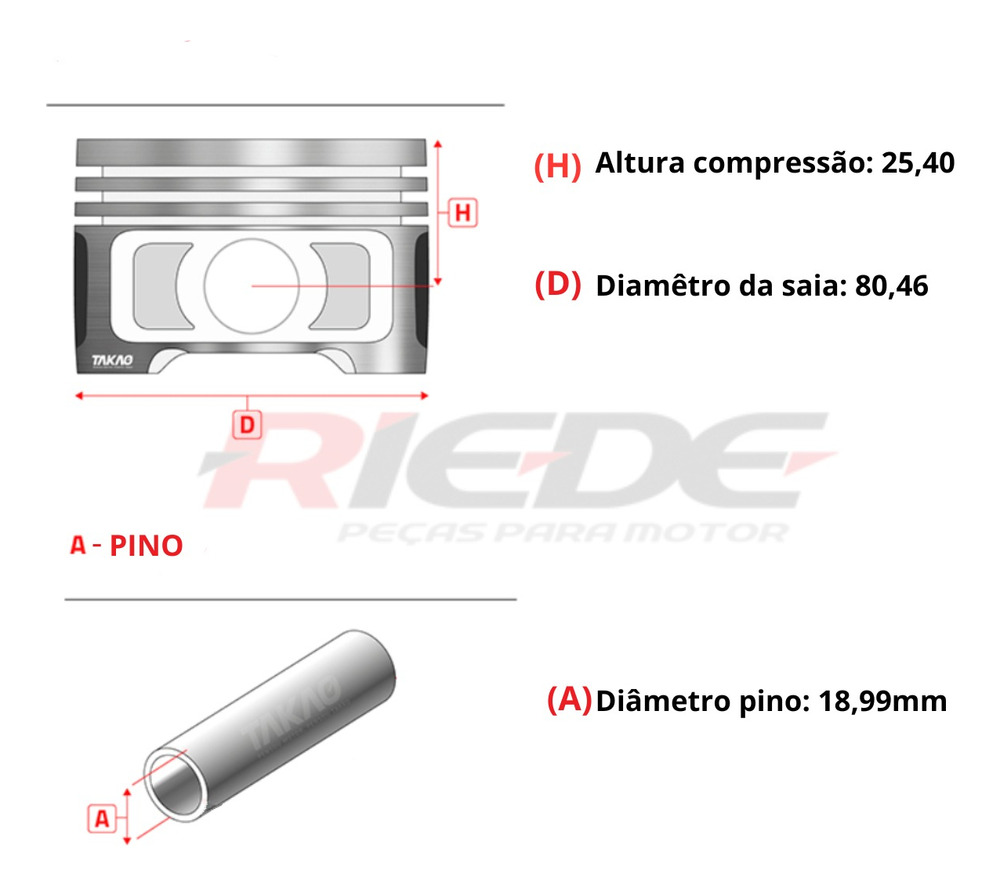 (H) Altura compressão: 25,40
H
(D) Diamêtro da saia: 80,46
TAKAO
D
RIEDE
PEÇAS PARA MOTOR
A - PINO
TAKAO
(A) Diâmetro pino: 18,99mm
A